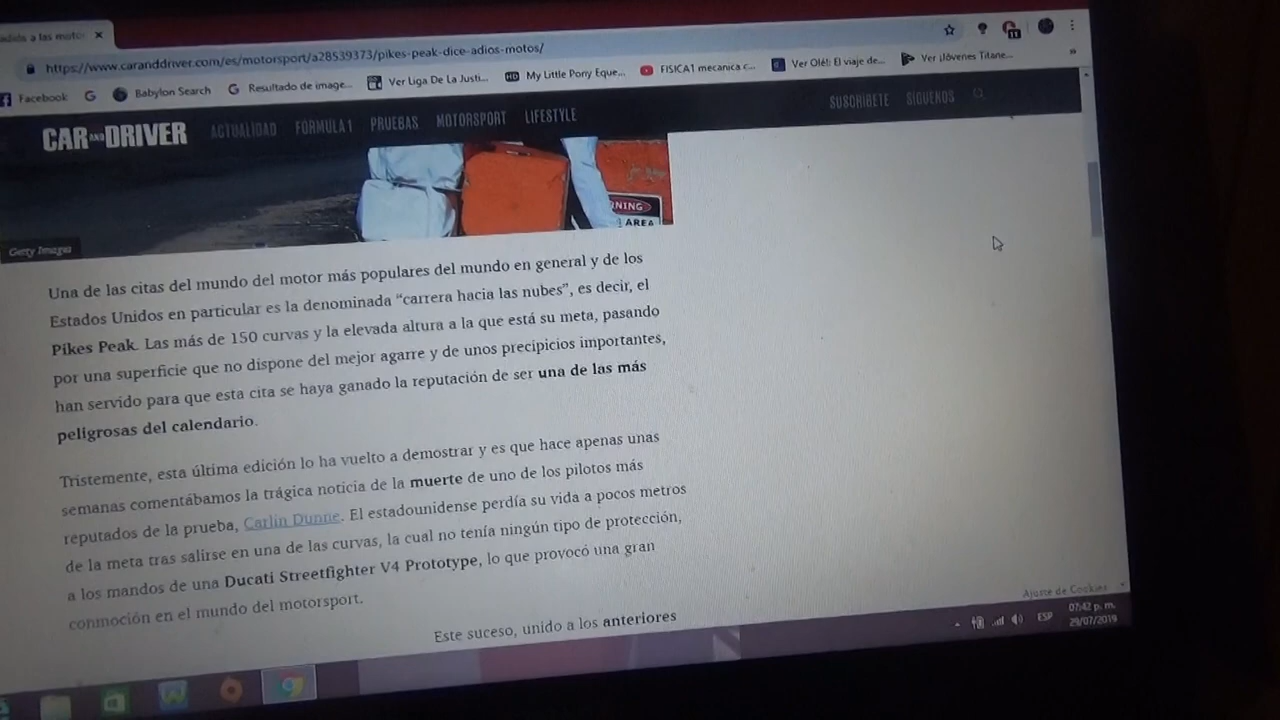 adiós a las motos
https://www.caranddriver.com/es/motorsport/a28539373/pikes-peak-dice-adios-motos/
11
Facebook
Babylon Search
Resultado de image...
Ver Liga De La Justi...
HD My Little Pony Eque...
FISICA1 mecanica c...
Ver Olé!: El viaje de...
Ver ¡Jóvenes Titane...
CAR AND DRIVER
ACTUALIDAD
FÓRMULA 1
PRUEBAS
MOTORSPORT
LIFESTYLE
SUSCRÍBETE
SÍGUENOS
RNING
AREA
Getty Images
Una de las citas del mundo del motor más populares del mundo en general y de los
Estados Unidos en particular es la denominada “carrera hacia las nubes”, es decir, el
Pikes Peak. Las más de 150 curvas y la elevada altura a la que está su meta, pasando
por una superficie que no dispone del mejor agarre y de unos precipicios importantes,
han servido para que esta cita se haya ganado la reputación de ser una de las más
peligrosas del calendario.
Tristemente, esta última edición lo ha vuelto a demostrar y es que hace apenas unas
semanas comentábamos la trágica noticia de la muerte de uno de los pilotos más
reputados de la prueba, Carlin Dunne. El estadounidense perdía su vida a pocos metros
de la meta tras salirse en una de las curvas, la cual no tenía ningún tipo de protección,
a los mandos de una Ducati Streetfighter V4 Prototype, lo que provocó una gran
conmoción en el mundo del motorsport.
Este suceso, unido a los anteriores
Ajuste de Cookies
ESP
07:42 p. m.
29/07/2019